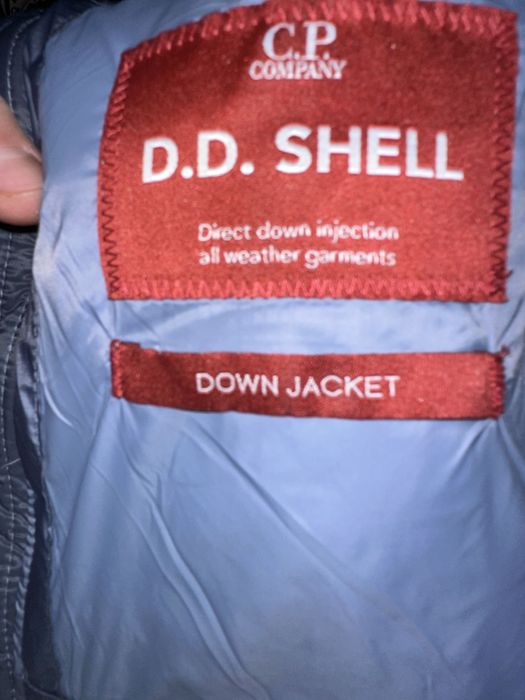 C.P.
COMPANY
D.D. SHELL
Direct down injection
all weather garments
DOWN JACKET